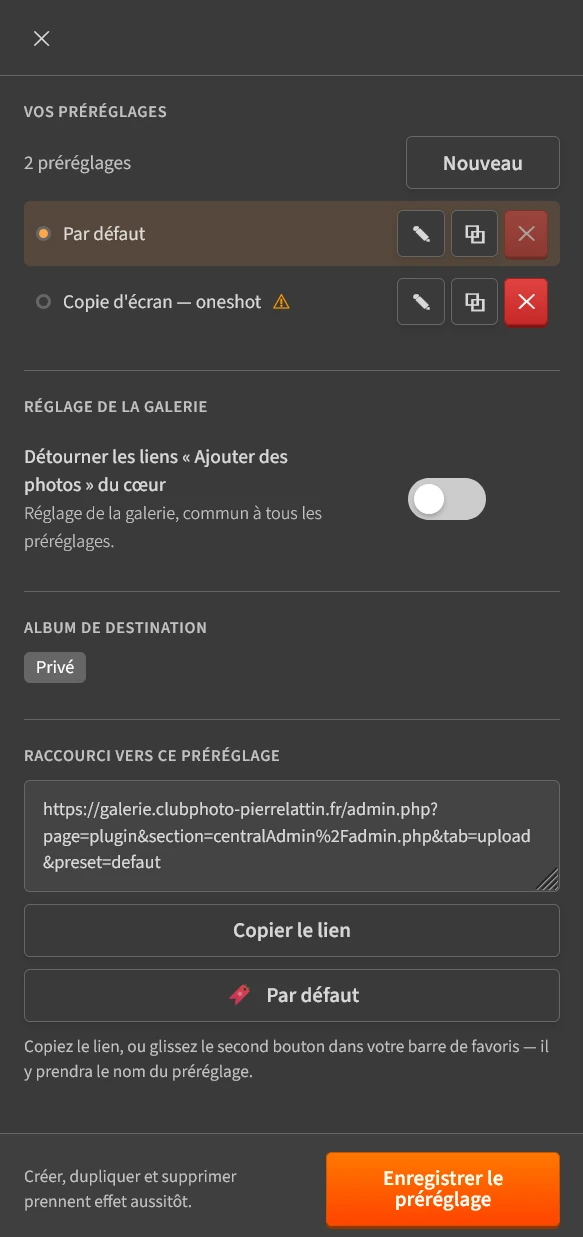 VOS PRÉRÉGLAGES
2 préréglages
Nouveau
Par défaut
Copie d'écran — oneshot
RÉGLAGE DE LA GALERIE
Détourner les liens « Ajouter des
photos » du cœur
Réglage de la galerie, commun à tous les
préréglages.
ALBUM DE DESTINATION
Privé
RACCOURCI VERS CE PRÉRÉGLAGE
https://galerie.clubphoto-pierrelattin.fr/admin.php?
page=plugin&section=centralAdmin%2Fadmin.php&tab=upload
&preset=defaut
Copier le lien
Par défaut
Copiez le lien, ou glissez le second bouton dans votre barre de favoris — il
y prendra le nom du préréglage.
Créer, dupliquer et supprimer
prennent effet aussitôt.
Enregistrer le
préréglage